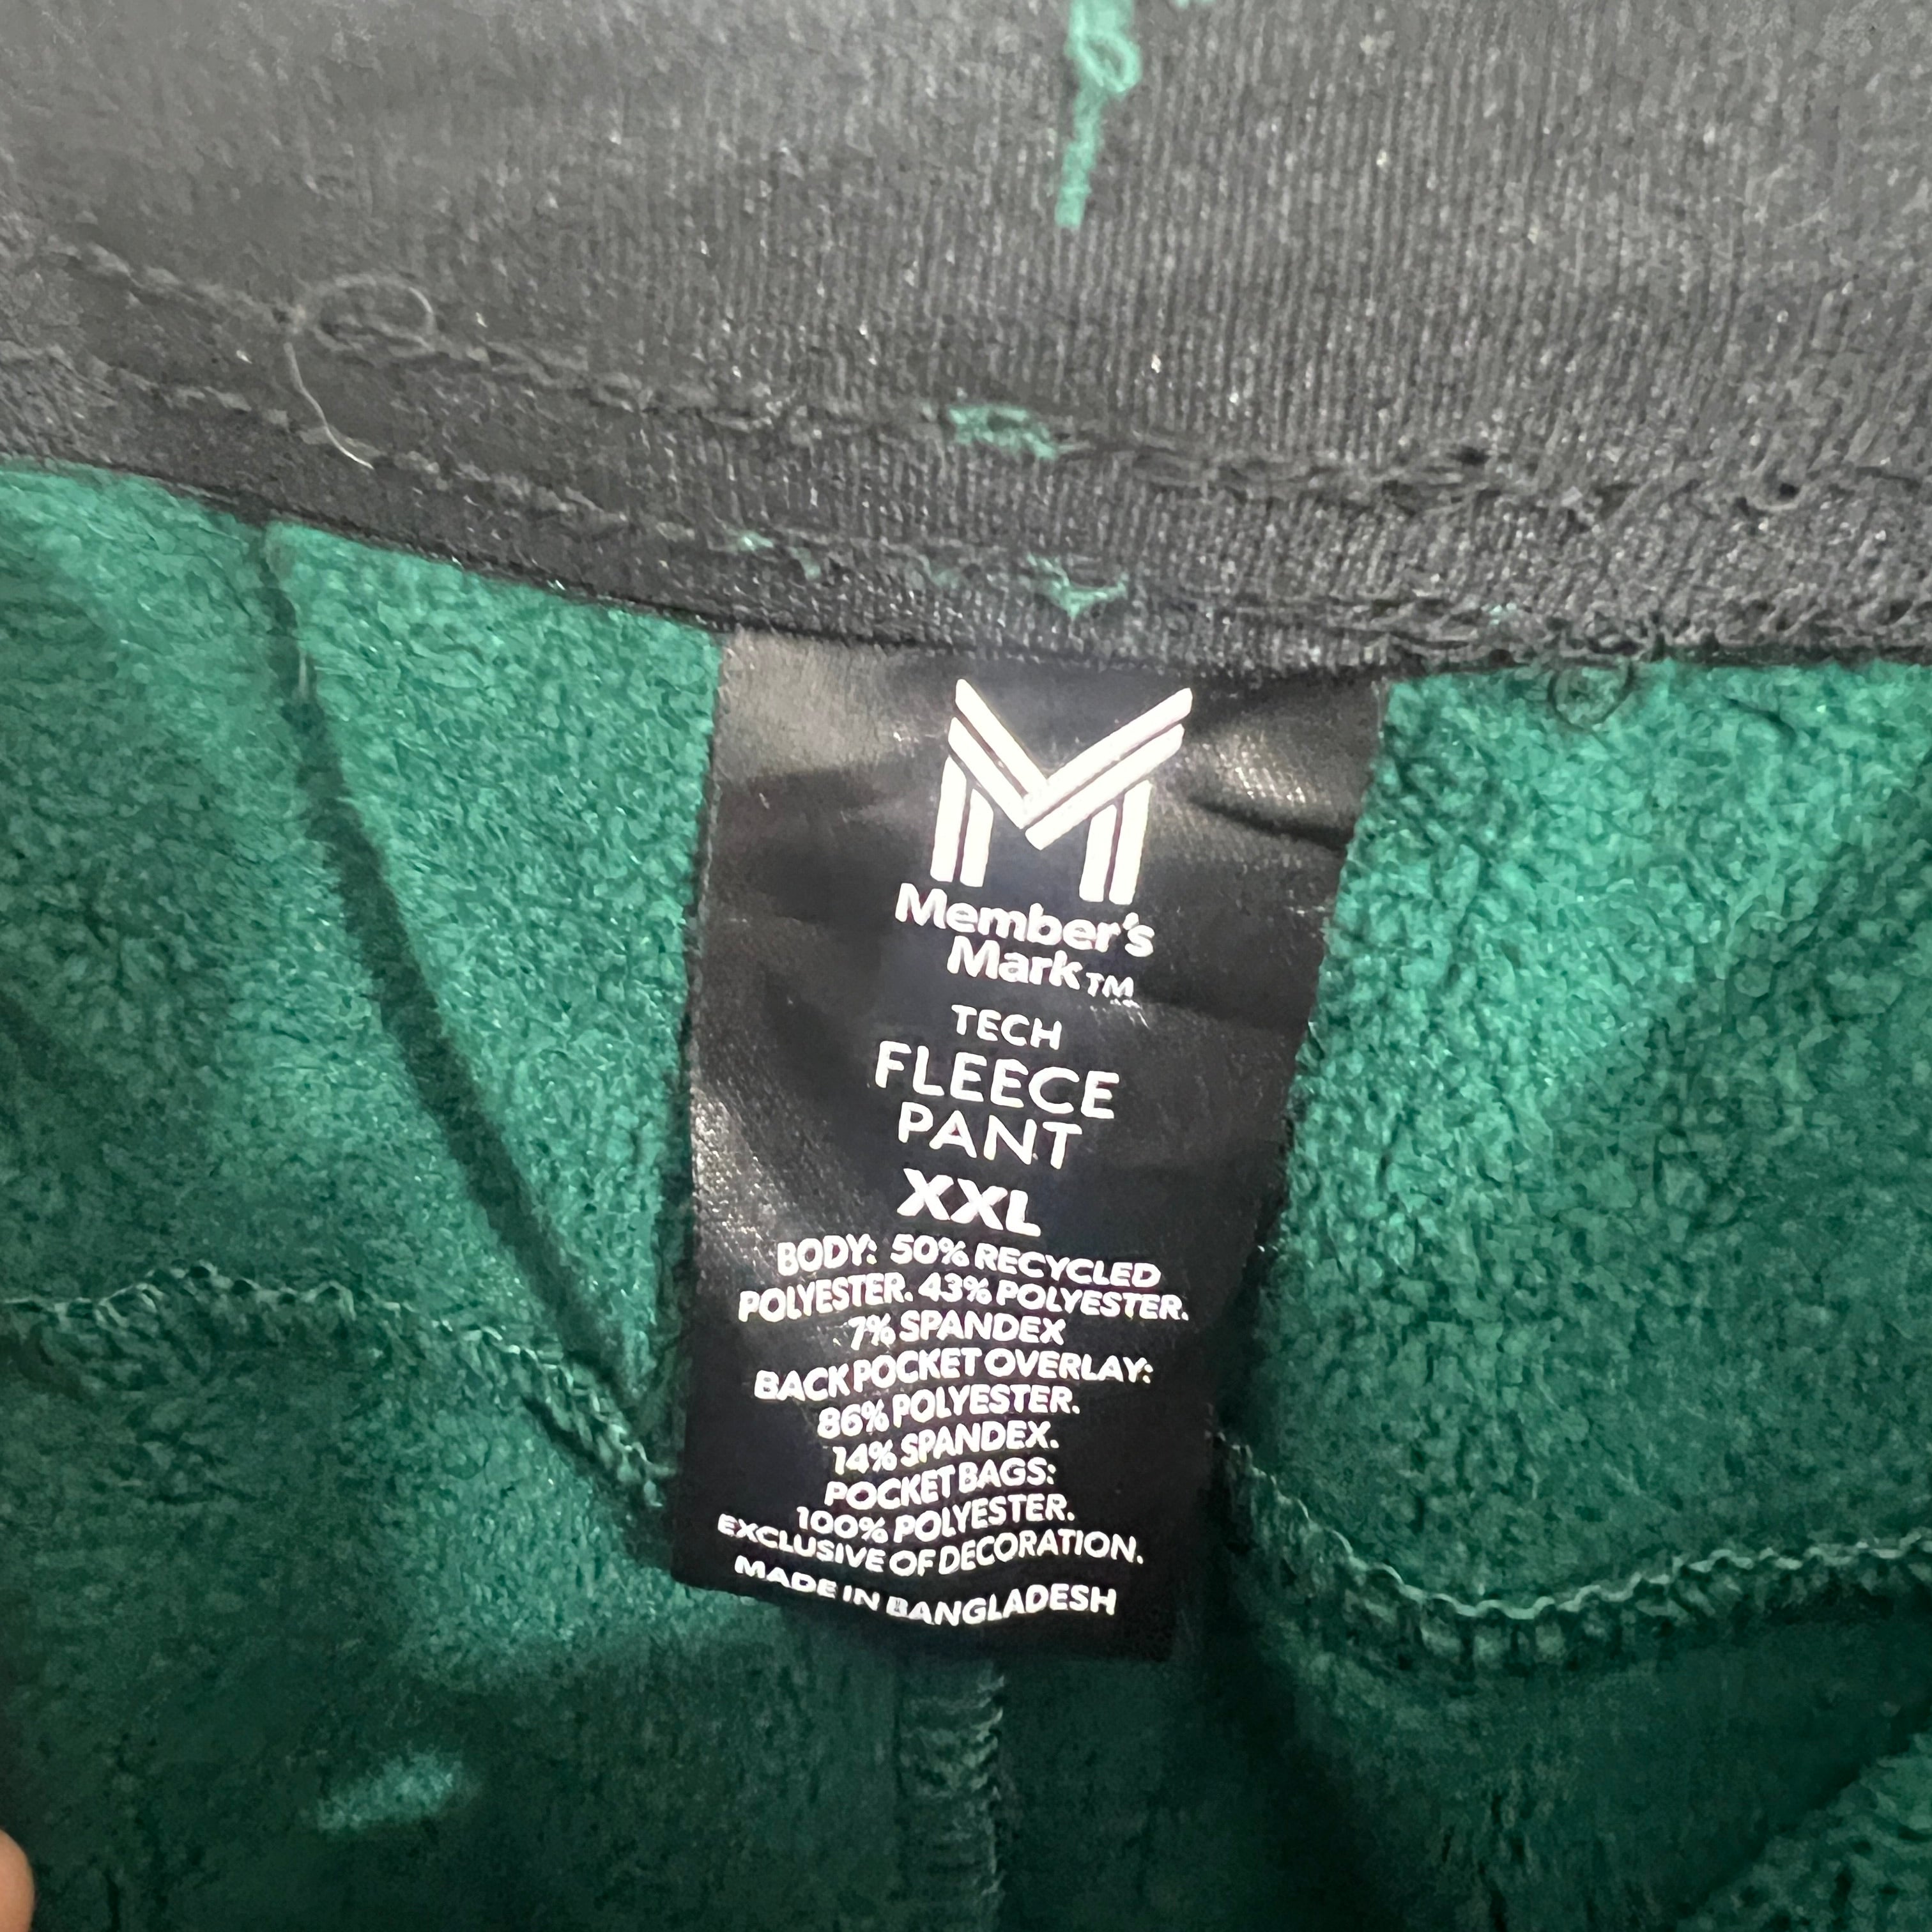 Member's
Mark™
TECH
FLEECE
PANT
XXL
BODY: 50% RECYCLED
POLYESTER. 43% POLYESTER.
7% SPANDEX
BACK POCKET OVERLAY:
86% POLYESTER.
14% SPANDEX.
POCKET BAGS:
100% POLYESTER.
EXCLUSIVE OF DECORATION.
MADE IN BANGLADESH